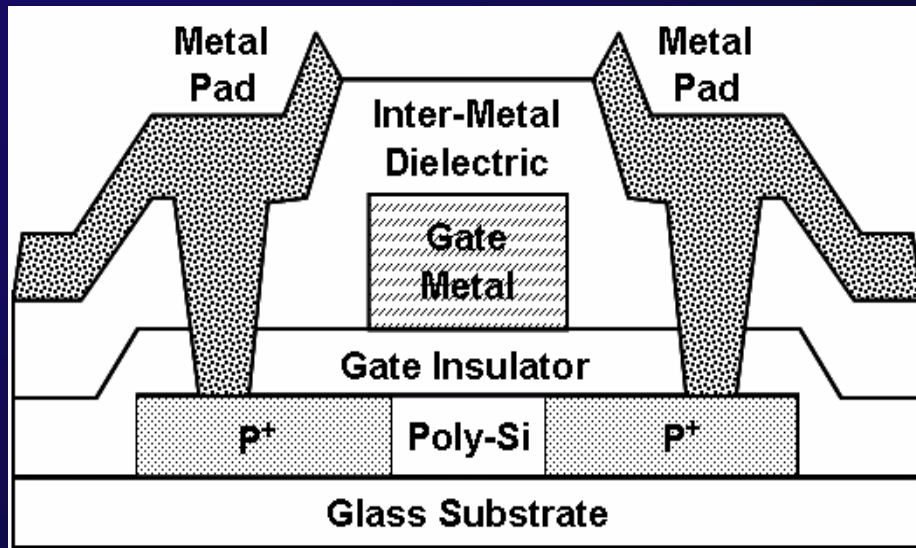 Metal
Pad
Metal
Pad
Inter-Metal
Dielectric
Gate
Metal
Gate Insulator
P+
Poly-Si
P+
Glass Substrate